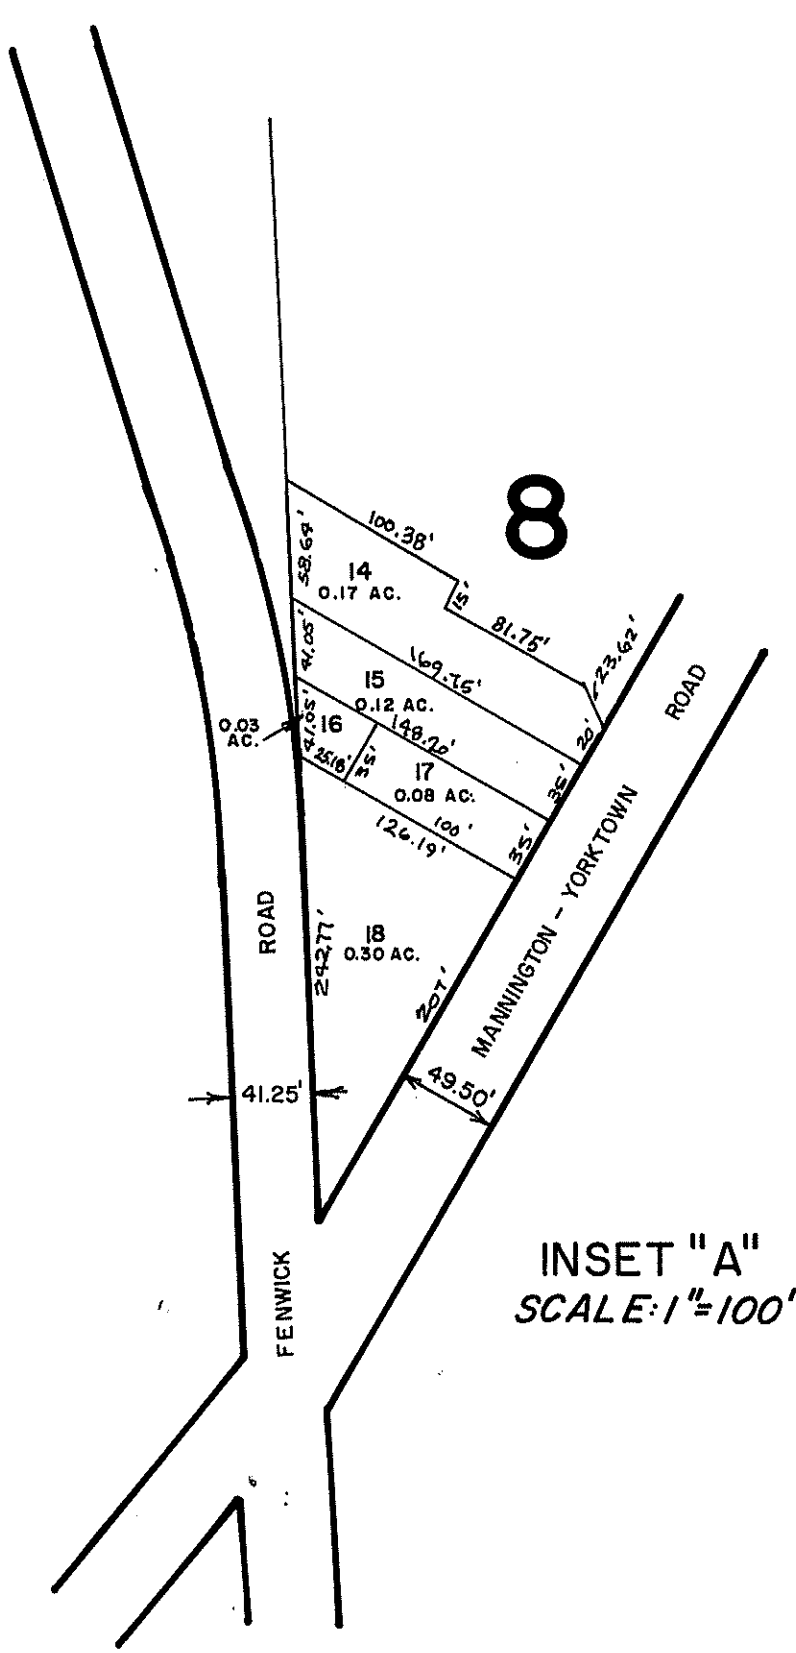 8
100.38'
58.64'
14
0.17 AC.
15'
81.75'
23.62'
41.05'
169.75'
15
0.12 AC.
20'
ROAD
0.03
AC.
41.05'
16
148.20'
25.18'
35'
17
0.08 AC.
35'
100'
126.19'
35'
MANNINGTON - YORKTOWN
ROAD
242.77'
18
0.30 AC.
207'
41.25'
49.50'
FENWICK
INSET "A"
SCALE: 1"=100'